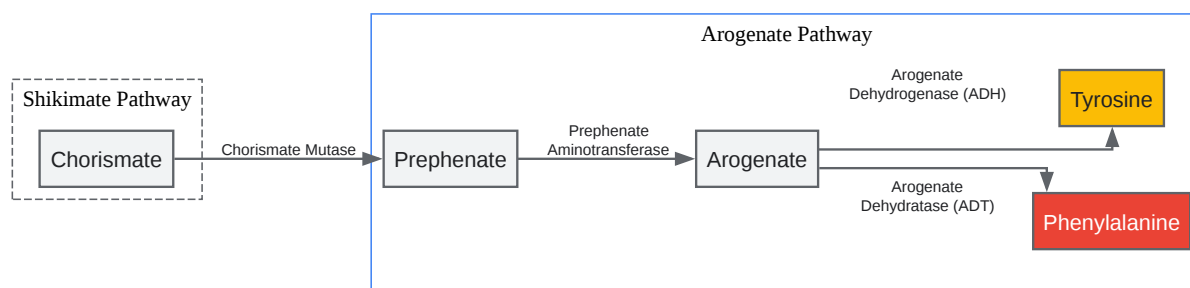 Arogenate Pathway
Shikimate Pathway
Chorismate
Chorismate Mutase
Prephenate
Prephenate
Aminotransferase
Arogenate
Arogenate
Dehydrogenase (ADH)
Tyrosine
Arogenate
Dehydratase (ADT)
Phenylalanine